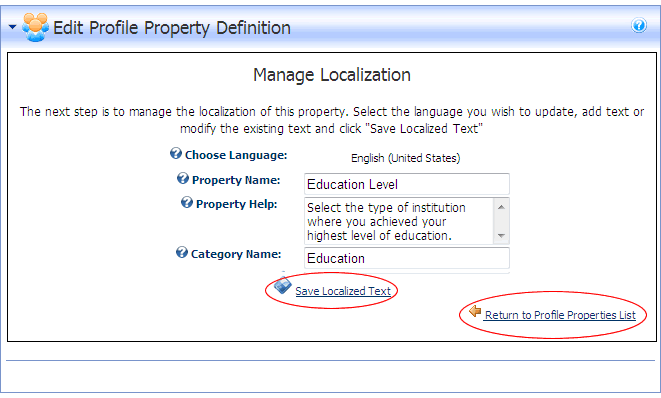 Edit Profile Property Definition
Manage Localization
The next step is to manage the localization of this property. Select the language you wish to update, add text or
modify the existing text and click "Save Localized Text"
Choose Language: English (United States)
Property Name: Education Level
Property Help: Select the type of institution
where you achieved your
highest level of education.
Category Name: Education
Save Localized Text
Return to Profile Properties List